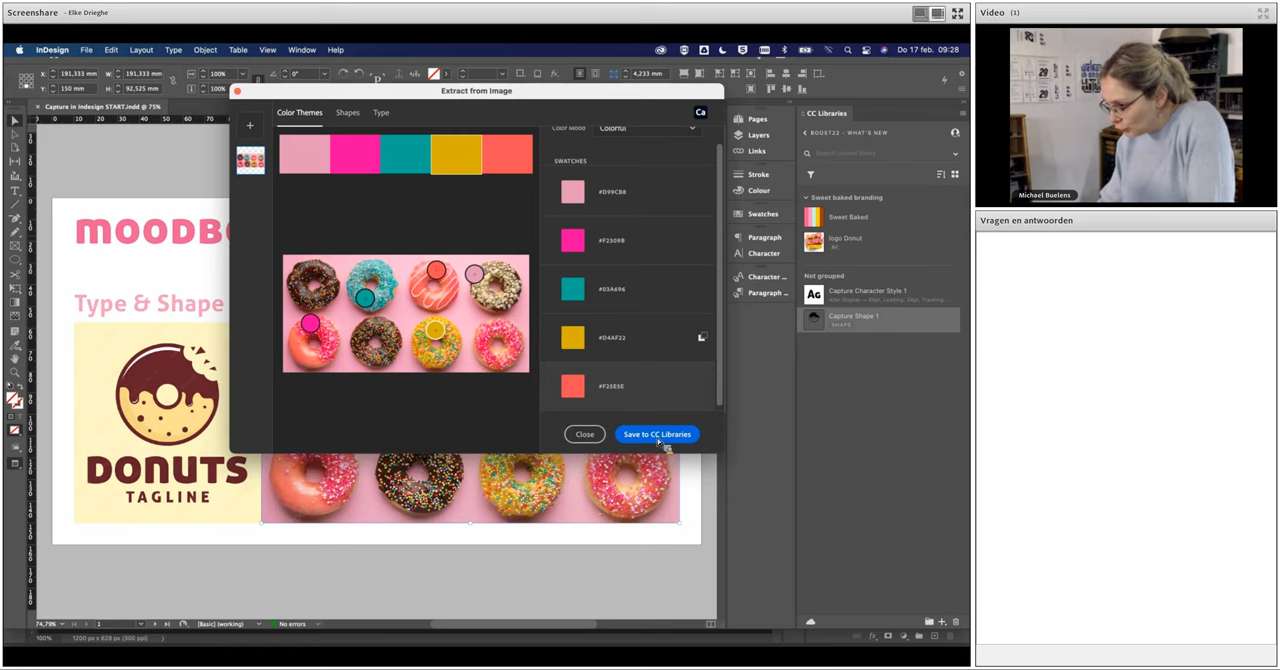 Screenshare - Elke Drieghe
InDesign File Edit Layout Type Object Table View Window Help
Do 17 feb. 09:28
X: 191,333 mm W: 191,333 mm 100% 0° 4,233 mm
Y: 150 mm H: 92,525 mm 100%
Capture in Indesign START.indd @ 75%
Extract from Image
Color Themes Shapes Type
Ca
Color Mood Colorful
SWATCHES
#D99CB8
#F2309B
#03A696
#D4AF22
#F25E5E
Close Save to CC Libraries
MOODB
Type & Shape
DONUTS
TAGLINE
Pages
Layers
Links
Stroke
Colour
Swatches
Paragraph
Character
Character ...
Paragraph ...
CC Libraries
BOOST22 - WHAT'S NEW
Search current library
Sweet baked branding
Sweet Baked
logo Donut
AI
Not grouped
Ag
Capture Character Style 1
Capture Shape 1
SHAPE
74,79% 1 [Basic] (working) No errors
100% 1200 px x 628 px (300 ppi)
Video (1)
Michael Buelens
Vragen en antwoorden